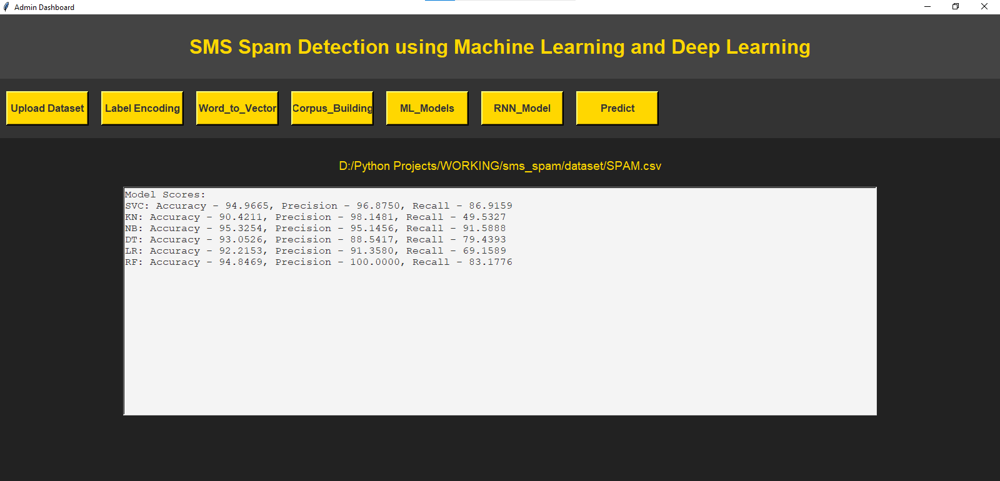 Admin Dashboard
SMS Spam Detection using Machine Learning and Deep Learning
Upload Dataset Label Encoding Word_to_Vector Corpus_Building ML_Models RNN_Model Predict
D:/Python Projects/WORKING/sms_spam/dataset/SPAM.csv
Model Scores:
SVC: Accuracy - 94.9665, Precision - 96.8750, Recall - 86.9159
KN: Accuracy - 90.4211, Precision - 98.1481, Recall - 49.5327
NB: Accuracy - 95.3254, Precision - 95.1456, Recall - 91.5888
DT: Accuracy - 93.0526, Precision - 88.5417, Recall - 79.4393
LR: Accuracy - 92.2153, Precision - 91.3580, Recall - 69.1589
RF: Accuracy - 94.8469, Precision - 100.0000, Recall - 83.1776